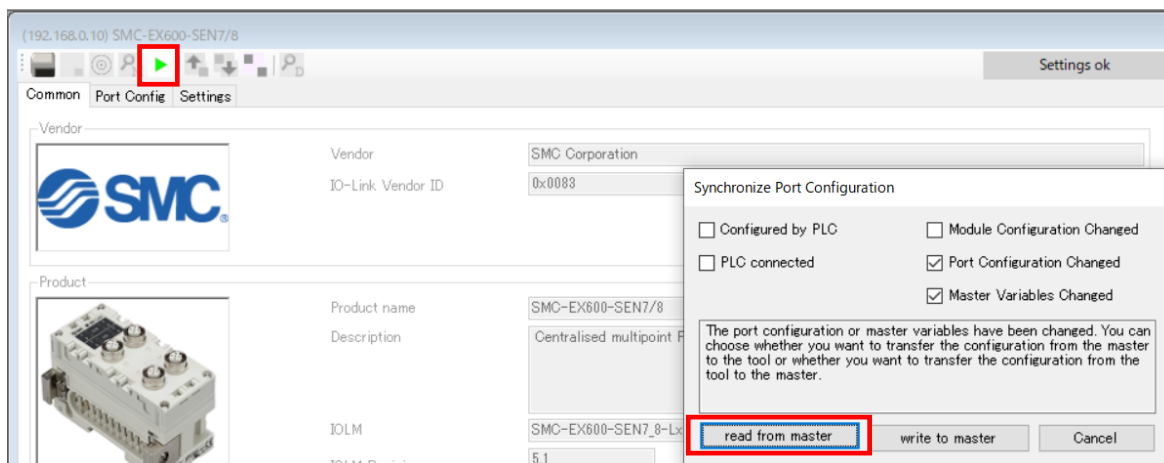 (192.168.0.10) SMC-EX600-SEN7/8
Settings ok
Common Port Config Settings
Vendor
SMC
Vendor SMC Corporation
IO-Link Vendor ID 0x0083
Product
Product name SMC-EX600-SEN7/8
Description Centralised multipoint
IOLM SMC-EX600-SEN7_8-Lx
5.1
Synchronize Port Configuration
Configured by PLC Module Configuration Changed
PLC connected Port Configuration Changed
Master Variables Changed
The port configuration or master variables have been changed. You can
choose whether you want to transfer the configuration from the master
to the tool or whether you want to transfer the configuration from the
tool to the master.
read from master write to master Cancel